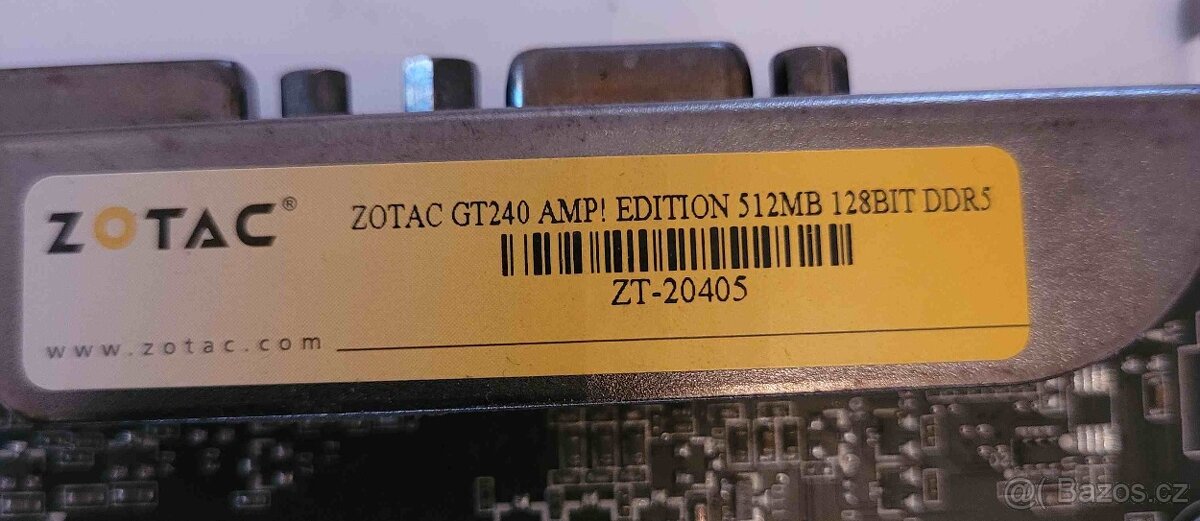 ZOTAC®
ZOTAC GT240 AMP! EDITION 512MB 128BIT DDR5
ZT-20405
www.zotac.com
Bazos.cz